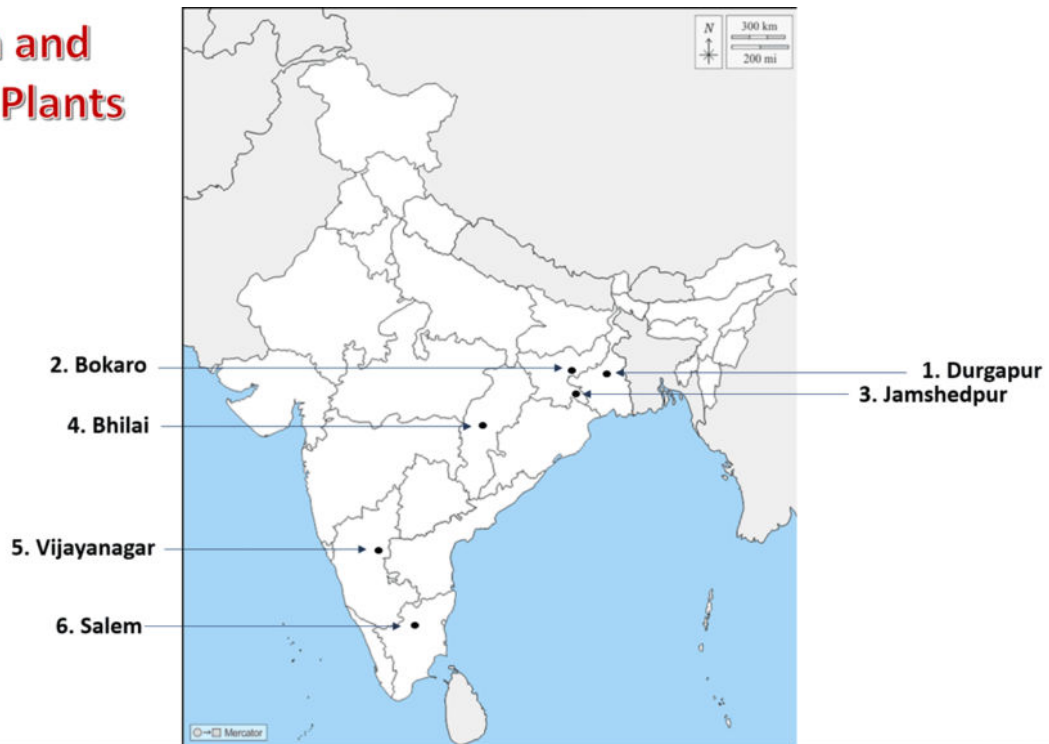 and
Plants
N
300 km
200 mi
2. Bokaro
1. Durgapur
3. Jamshedpur
4. Bhilai
5. Vijayanagar
6. Salem
Mercator